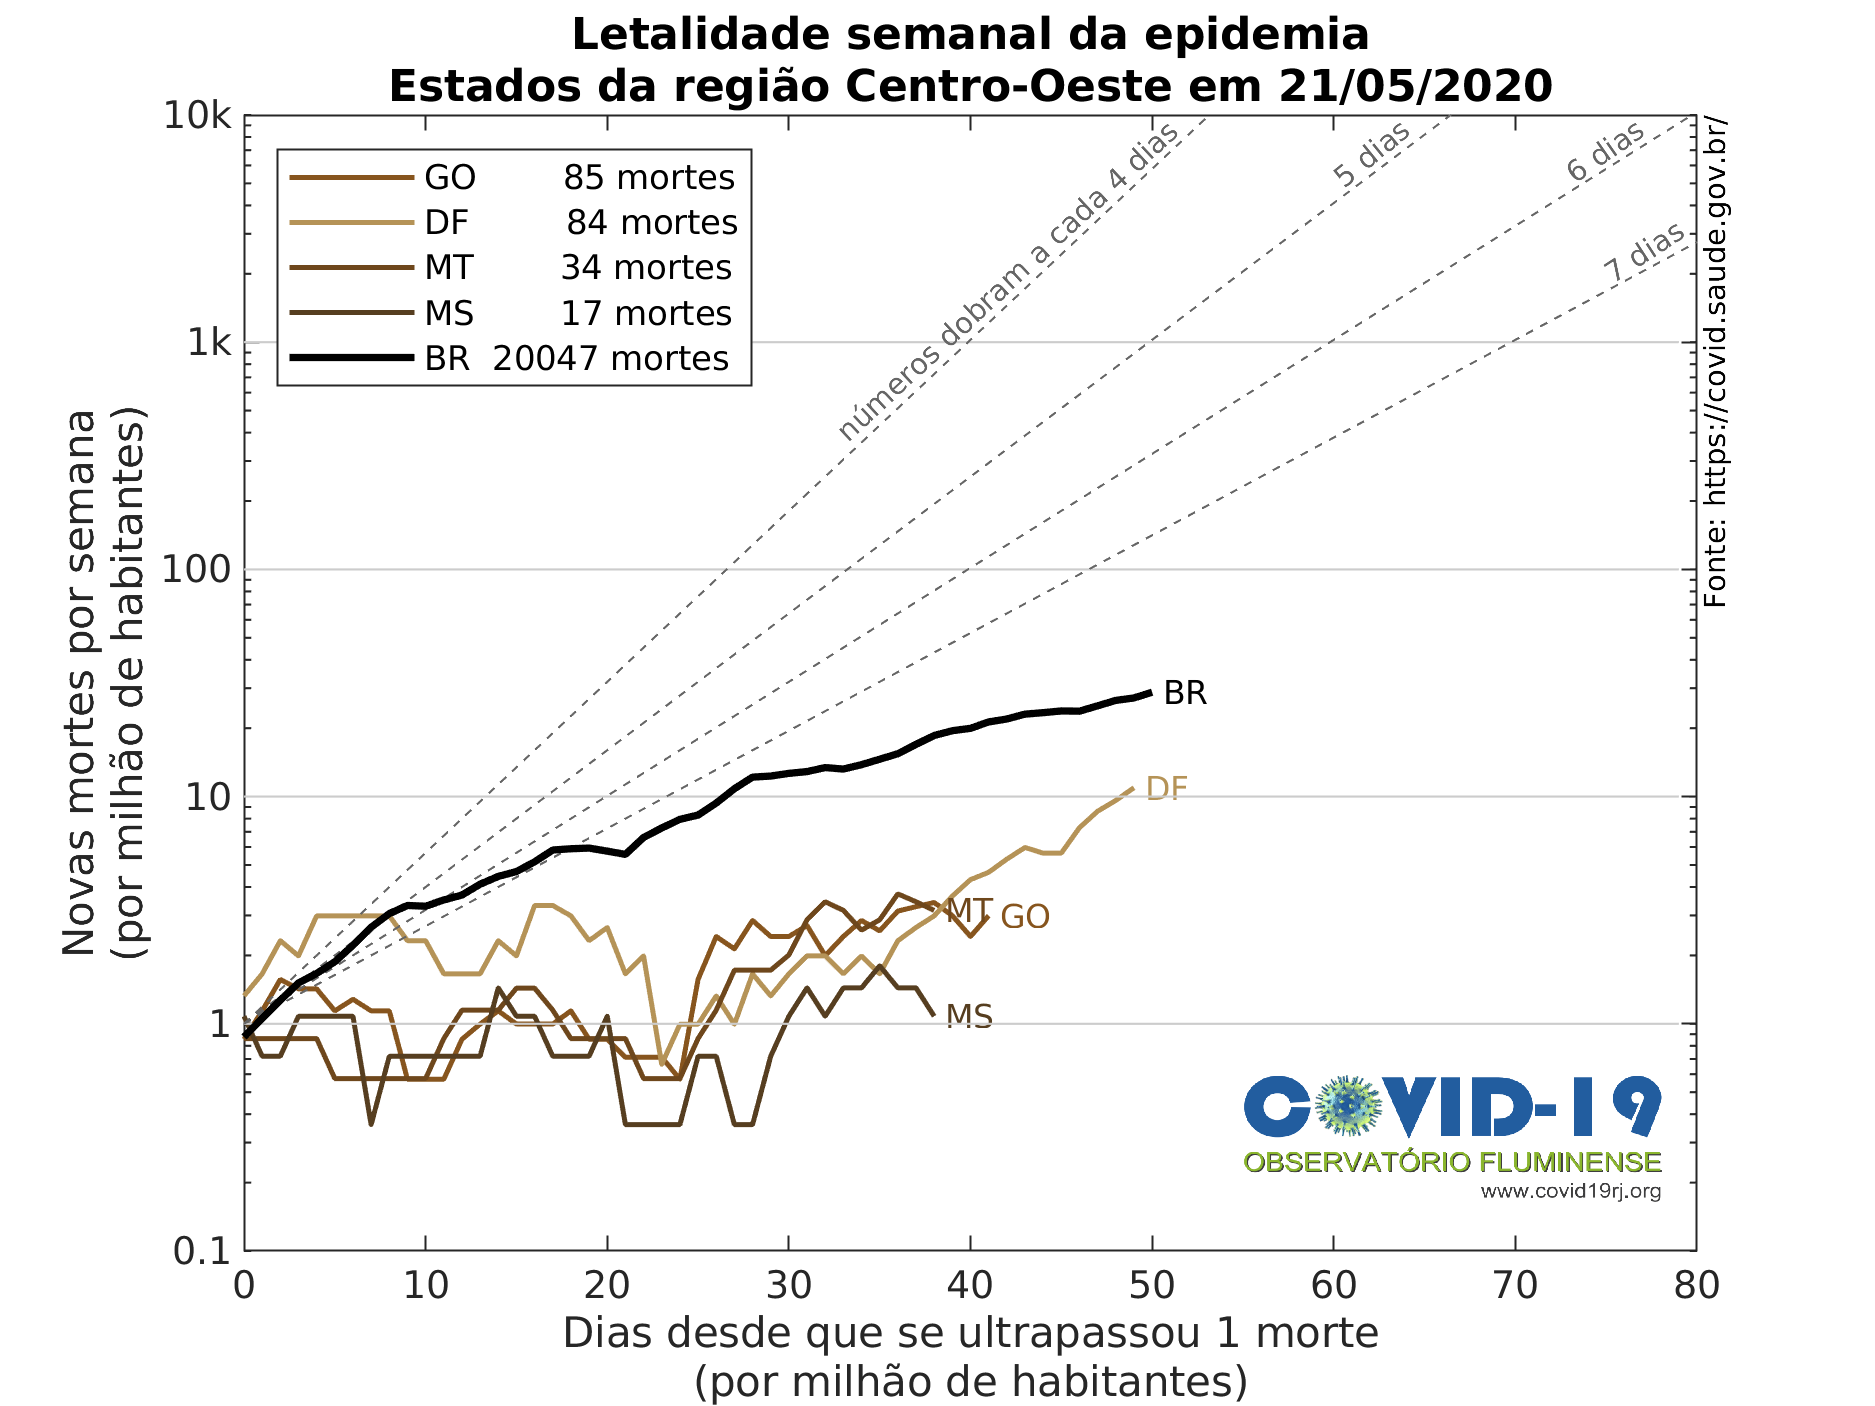 Letalidade semanal da epidemia
Estados da região Centro-Oeste em 21/05/2020
10k
1k
100
10
1
0.1
Novas mortes por semana
(por milhão de habitantes)
GO 85 mortes
DF 84 mortes
MT 34 mortes
MS 17 mortes
BR 20047 mortes
números dobram a cada 4 dias
5 dias
6 dias
7 dias
Fonte: https://covid.saude.gov.br/
BR
DF
MT
GO
MS
COVID-19
OBSERVATÓRIO FLUMINENSE
www.covid19rj.org
0 10 20 30 40 50 60 70 80
Dias desde que se ultrapassou 1 morte
(por milhão de habitantes)